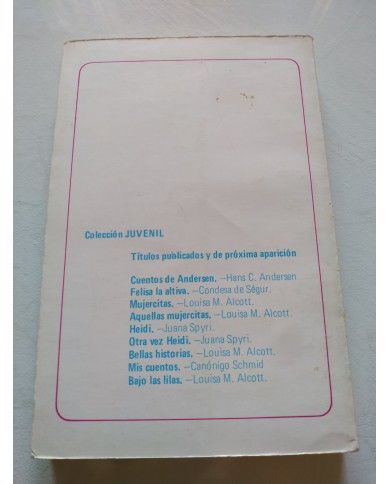 Colección JUVENIL
Títulos publicados y de próxima aparición
Cuentos de Andersen. —Hans C. Andersen
Felisa la altiva. —Condesa de Ségur.
Mujercitas. —Louisa M. Alcott.
Aquellas mujercitas. —Louisa M. Alcott.
Heidi. —Juana Spyri.
Otra vez Heidi. —Juana Spyri.
Bellas historias. —Louisa M. Alcott.
Mis cuentos. —Canónigo Schmid
Bajo las lilas. —Louisa M. Alcott.